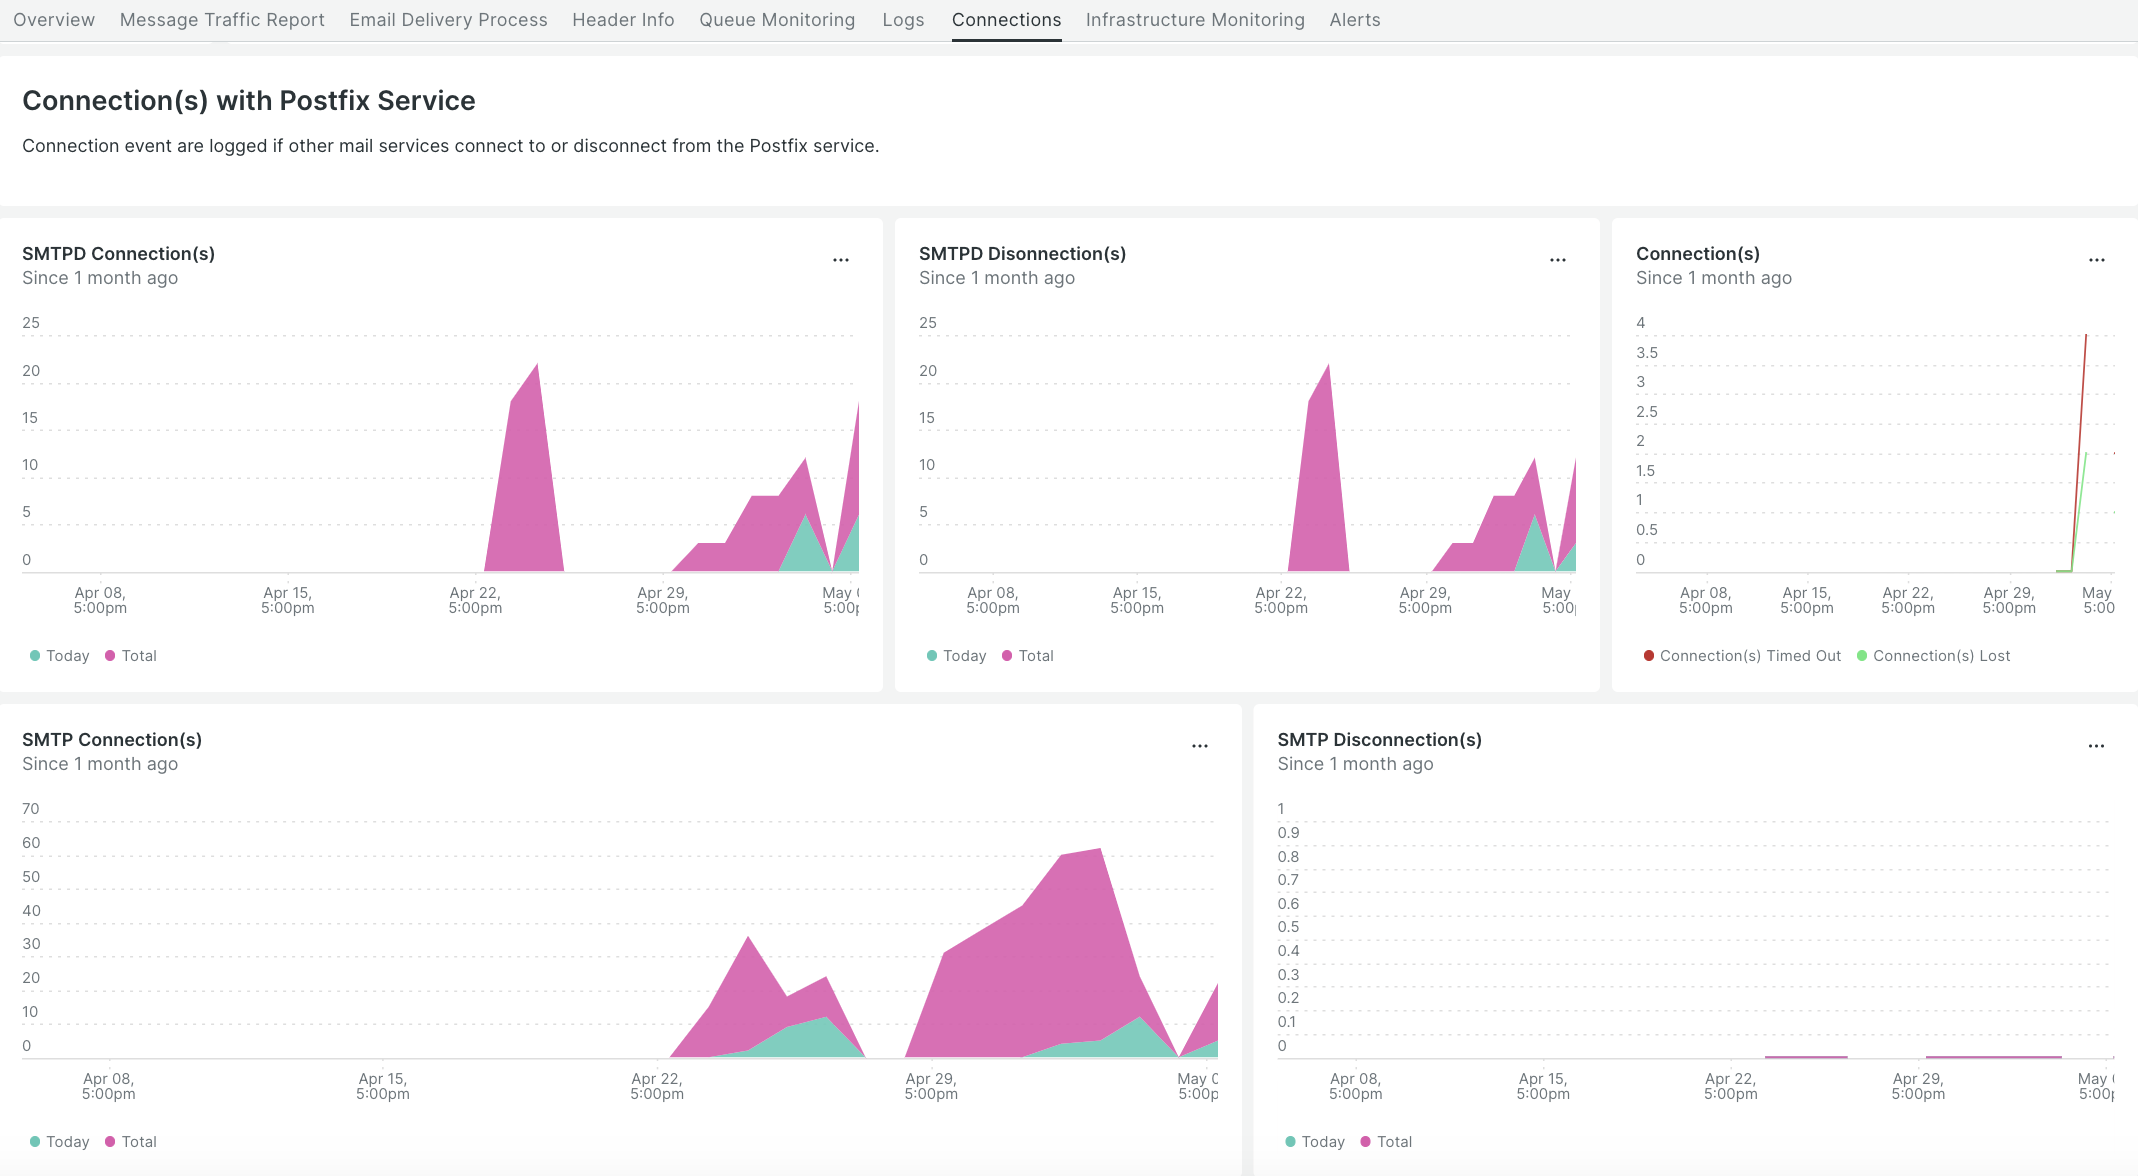 Overview Message Traffic Report Email Delivery Process Header Info Queue Monitoring Logs Connections Infrastructure Monitoring Alerts
Connection(s) with Postfix Service
Connection event are logged if other mail services connect to or disconnect from the Postfix service.
SMTPD Connection(s)
Since 1 month ago
...
25
20
15
10
5
0
Apr 08, 5:00pm
Apr 15, 5:00pm
Apr 22, 5:00pm
Apr 29, 5:00pm
May
Today Total
SMTPD Disonnection(s)
Since 1 month ago
...
25
20
15
10
5
0
Apr 08, 5:00pm
Apr 15, 5:00pm
Apr 22, 5:00pm
Apr 29, 5:00pm
May 5:00
Today Total
Connection(s)
Since 1 month ago
...
4
3.5
3
2.5
2
1.5
1
0.5
0
Apr 08, 5:00pm
Apr 15, 5:00pm
Apr 22, 5:00pm
Apr 29, 5:00pm
May 5:00
Connection(s) Timed Out Connection(s) Lost
SMTP Connection(s)
Since 1 month ago
...
70
60
50
40
30
20
10
0
Apr 08, 5:00pm
Apr 15, 5:00pm
Apr 22, 5:00pm
Apr 29, 5:00pm
May 5:00p
Today Total
SMTP Disconnection(s)
Since 1 month ago
...
1
0.9
0.8
0.7
0.6
0.5
0.4
0.3
0.2
0.1
0
Apr 08, 5:00pm
Apr 15, 5:00pm
Apr 22, 5:00pm
Apr 29, 5:00pm
May
Today Total